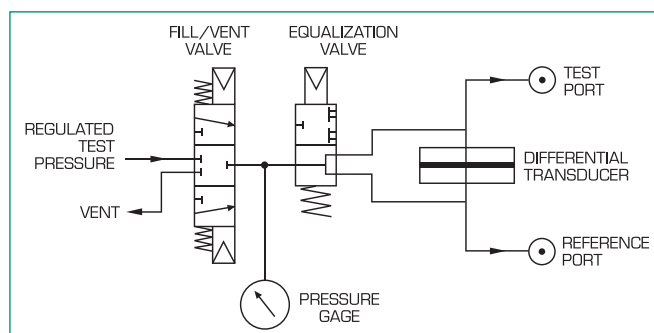 FILL/VENT
VALVE
EQUALIZATION
VALVE
TEST
PORT
REGULATED
TEST
PRESSURE
DIFFERENTIAL
TRANSDUCER
VENT
REFERENCE
PORT
PRESSURE
GAGE